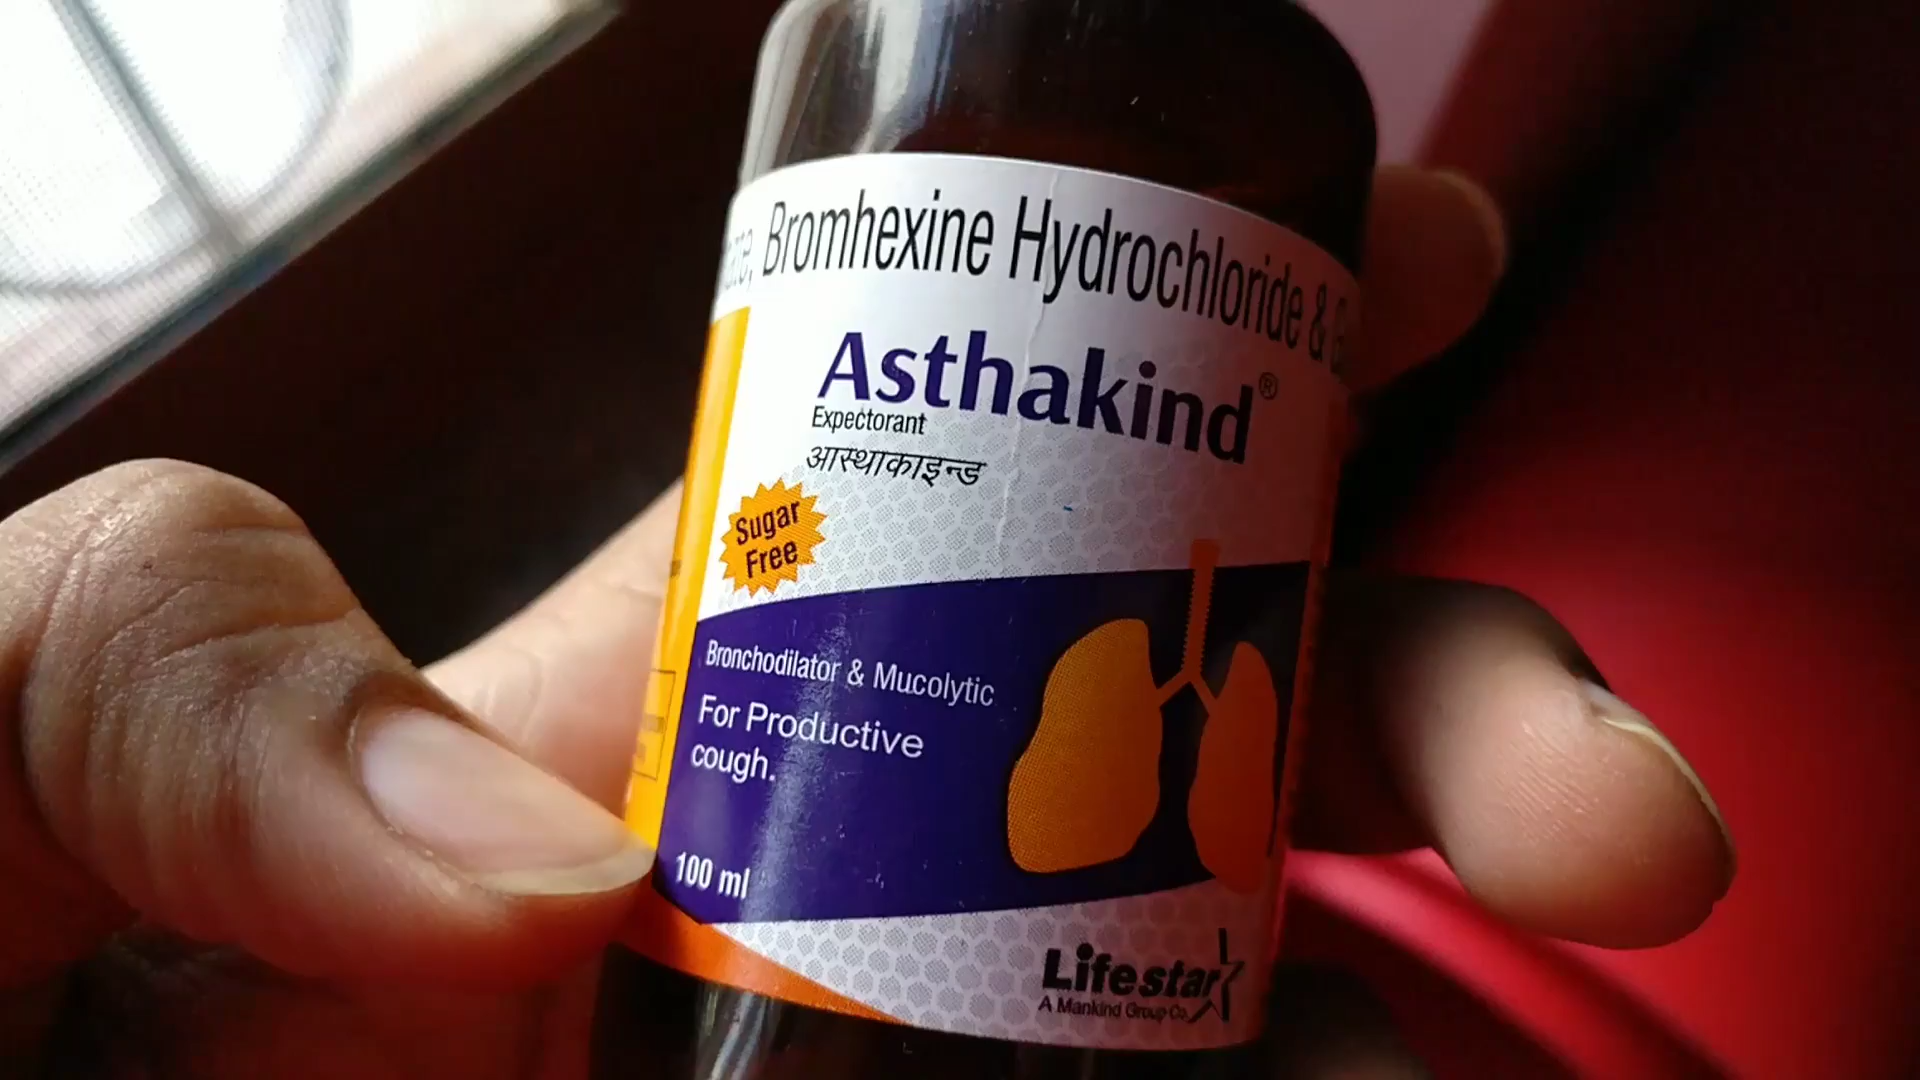 Bromhexine Hydrochloride &
Asthakind®
Expectorant
आस्थाकाइन्ड
Sugar
Free
Bronchodilator & Mucolytic
For Productive
cough.
100 ml
Lifestar
A Mankind Group Co.